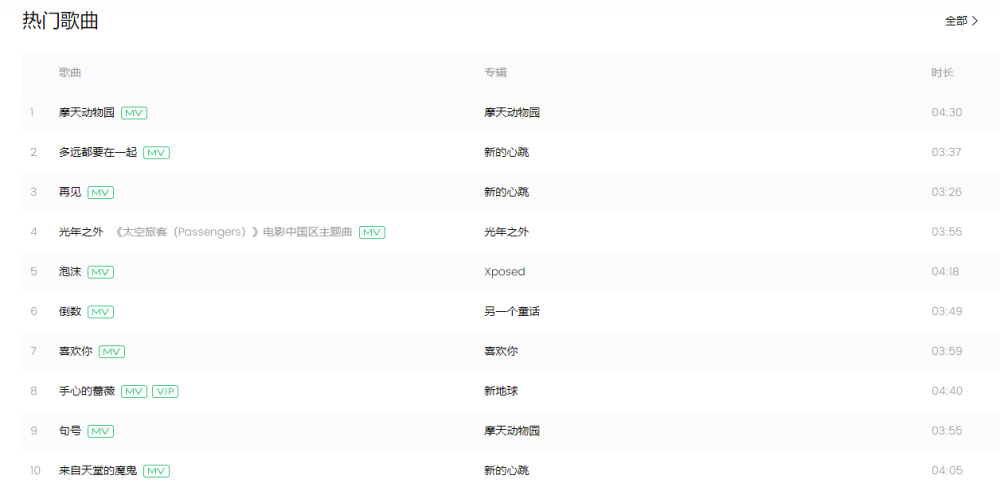 热门歌曲 全部 >
歌曲 专辑 时长
1 摩天动物园 MV 摩天动物园 04:30
2 多远都要在一起 MV 新的心跳 03:37
3 再见 MV 新的心跳 03:26
4 光年之外 《太空旅客（Passengers）》电影中国区主题曲 MV 光年之外 03:55
5 泡沫 MV Xposed 04:18
6 倒数 MV 另一个童话 03:49
7 喜欢你 MV 喜欢你 03:59
8 手心的蔷薇 MV VIP 新地球 04:40
9 句号 MV 摩天动物园 03:55
10 来自天堂的魔鬼 MV 新的心跳 04:05